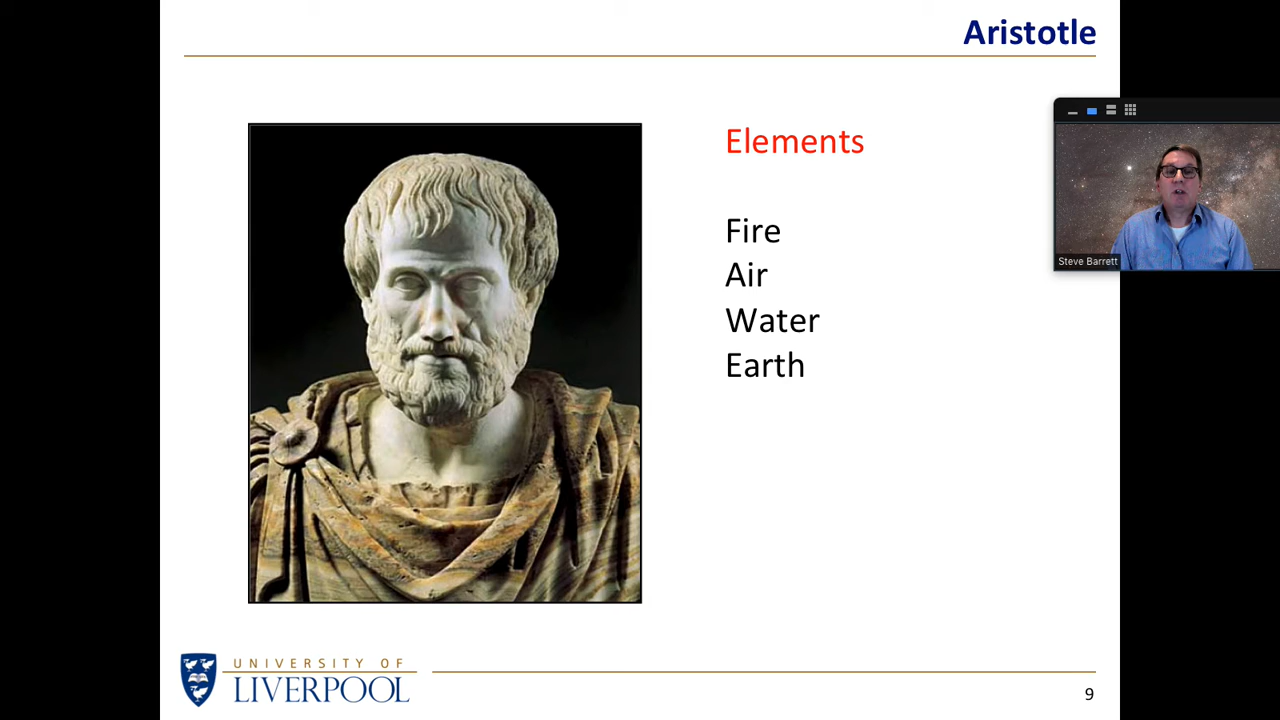 Aristotle
Elements
Fire
Air
Water
Earth
Steve Barrett
UNIVERSITY OF
LIVERPOOL
9